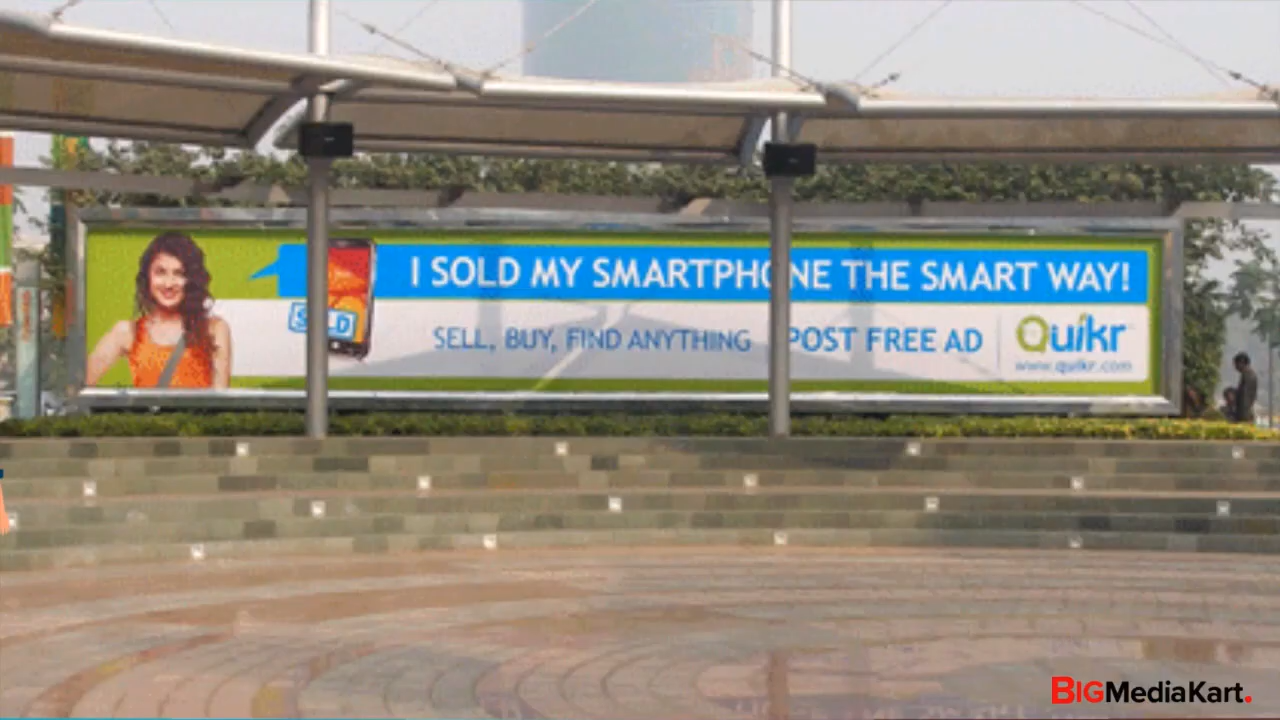 I SOLD MY SMARTPHONE THE SMART WAY!
SOLD
SELL, BUY, FIND ANYTHING POST FREE AD
Quikr
www.quikr.com
BIGMediaKart.